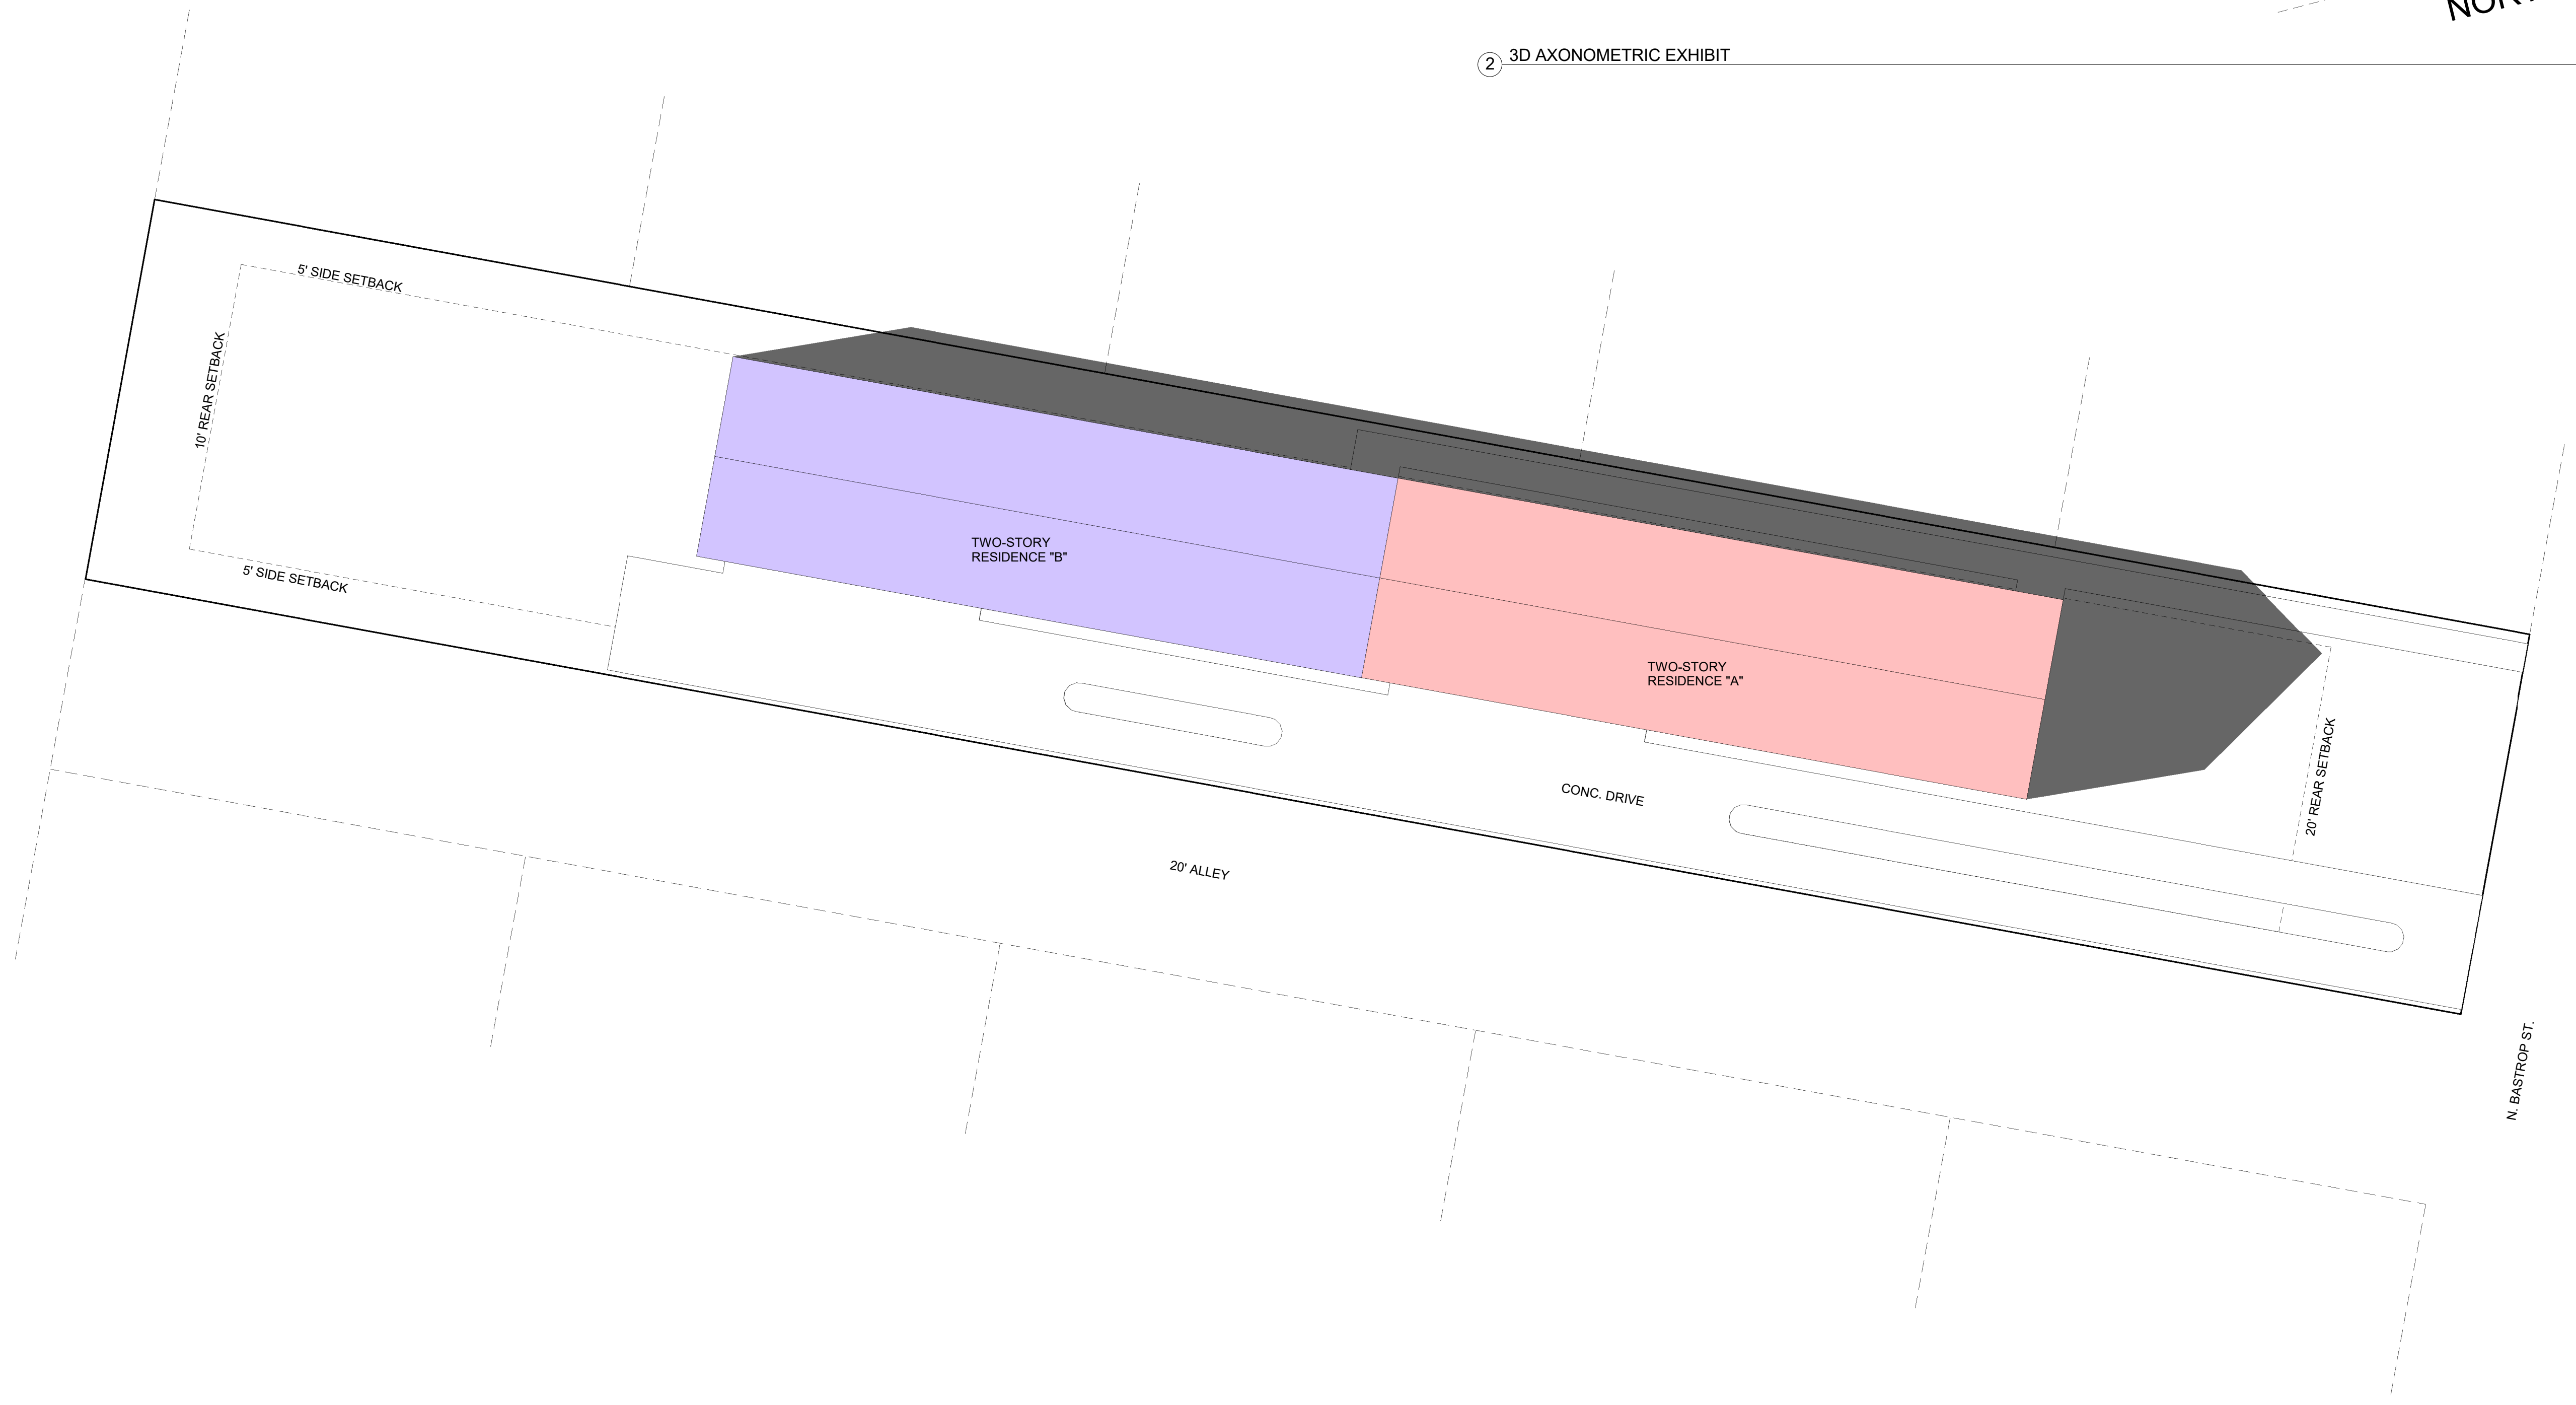 2
3D AXONOMETRIC EXHIBIT
5' SIDE SETBACK
10' REAR SETBACK
5' SIDE SETBACK
TWO-STORY
RESIDENCE "B"
TWO-STORY
RESIDENCE "A"
CONC. DRIVE
20' REAR SETBACK
20' ALLEY
N. BASTROP ST.